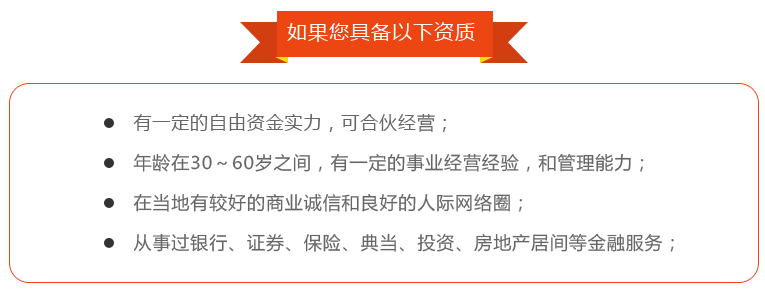 如果您具备以下资质
● 有一定的自由资金实力，可合伙经营；
● 年龄在30～60岁之间，有一定的事业经营经验，和管理能力；
● 在当地有较好的商业诚信和良好的人际网络圈；
● 从事过银行、证券、保险、典当、投资、房地产居间等金融服务；